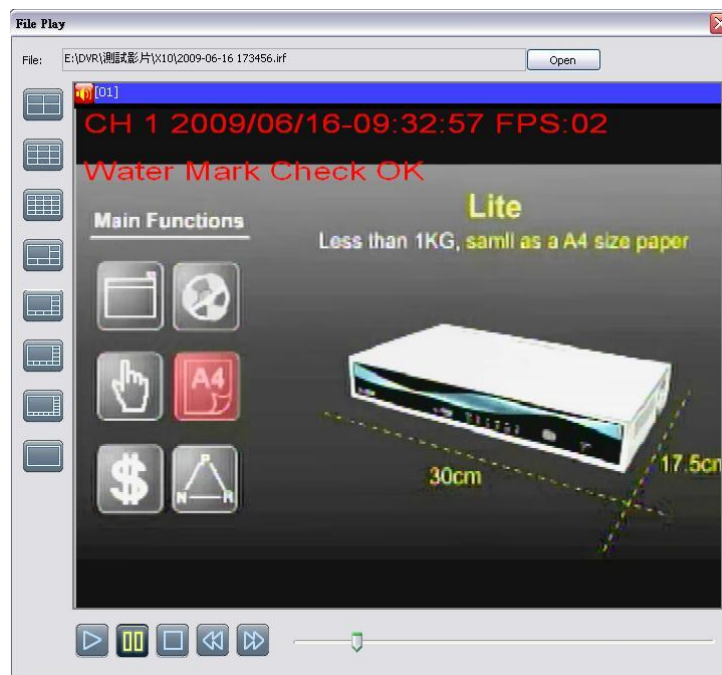 File Play
File:
E:\DVR\測試影片\X10\2009-06-16 173456.irf
Open
[01]
CH 1 2009/06/16-09:32:57 FPS:02
Water Mark Check OK
Lite
Main Functions
Less than 1KG, samll as a A4 size paper
A4
$
P
N R
30cm
17.5cm